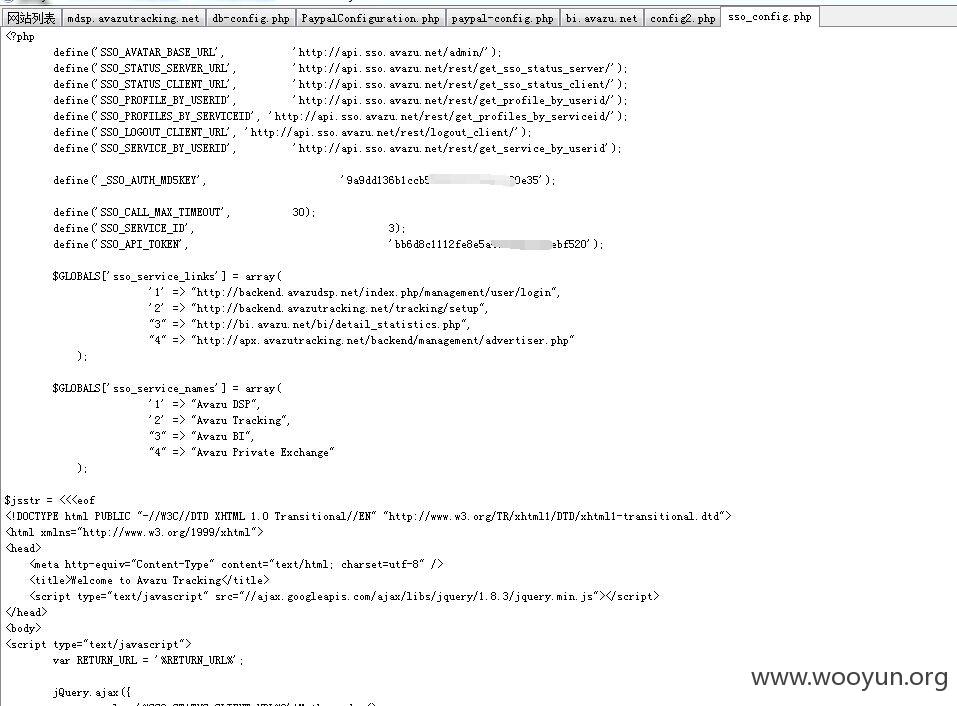 网站列表 mdsp.avazutracking.net db-config.php PaypalConfiguration.php paypal-config.php bi.avazu.net config2.php sso_config.php
<?php
define('SSO_AVATAR_BASE_URL', 'http://api.sso.avazu.net/admin/');
define('SSO_STATUS_SERVER_URL', 'http://api.sso.avazu.net/rest/get_sso_status_server/');
define('SSO_STATUS_CLIENT_URL', 'http://api.sso.avazu.net/rest/get_sso_status_client/');
define('SSO_PROFILE_BY_USERID', 'http://api.sso.avazu.net/rest/get_profile_by_userid/');
define('SSO_PROFILES_BY_SERVICEID', 'http://api.sso.avazu.net/rest/get_profiles_by_serviceid/');
define('SSO_LOGOUT_CLIENT_URL', 'http://api.sso.avazu.net/rest/logout_client/');
define('SSO_SERVICE_BY_USERID', 'http://api.sso.avazu.net/rest/get_service_by_userid');
define('_SSO_AUTH_MD5KEY',
define('SSO_CALL_MAX_TIMEOUT', 30);
define('SSO_SERVICE_ID', 3);
define('SSO_API_TOKEN',
$GLOBALS['sso_service_links'] = array(
'1' => "http://backend.avazudsp.net/index.php/management/user/login",
'2' => "http://backend.avazutracking.net/tracking/setup",
"3" => "http://bi.avazu.net/bi/detail_statistics.php",
"4" => "http://apx.avazutracking.net/backend/management/advertiser.php"
);
$GLOBALS['sso_service_names'] = array(
'1' => "Avazu DSP",
'2' => "Avazu Tracking",
"3" => "Avazu BI",
"4" => "Avazu Private Exchange"
);
$jsstr = <<<eof
<!DOCTYPE html PUBLIC "-//W3C//DTD XHTML 1.0 Transitional//EN" "http://www.w3.org/TR/xhtml1/DTD/xhtml1-transitional.dtd">
<html xmlns="http://www.w3.org/1999/xhtml">
<head>
<meta http-equiv="Content-Type" content="text/html; charset=utf-8" />
<title>Welcome to Avazu Tracking</title>
<script type="text/javascript" src="//ajax.googleapis.com/ajax/libs/jquery/1.8.3/jquery.min.js"></script>
</head>
<body>
<script type="text/javascript">
var RETURN_URL = '%RETURN_URL%';
jQuery.ajax({
www.wooyun.org